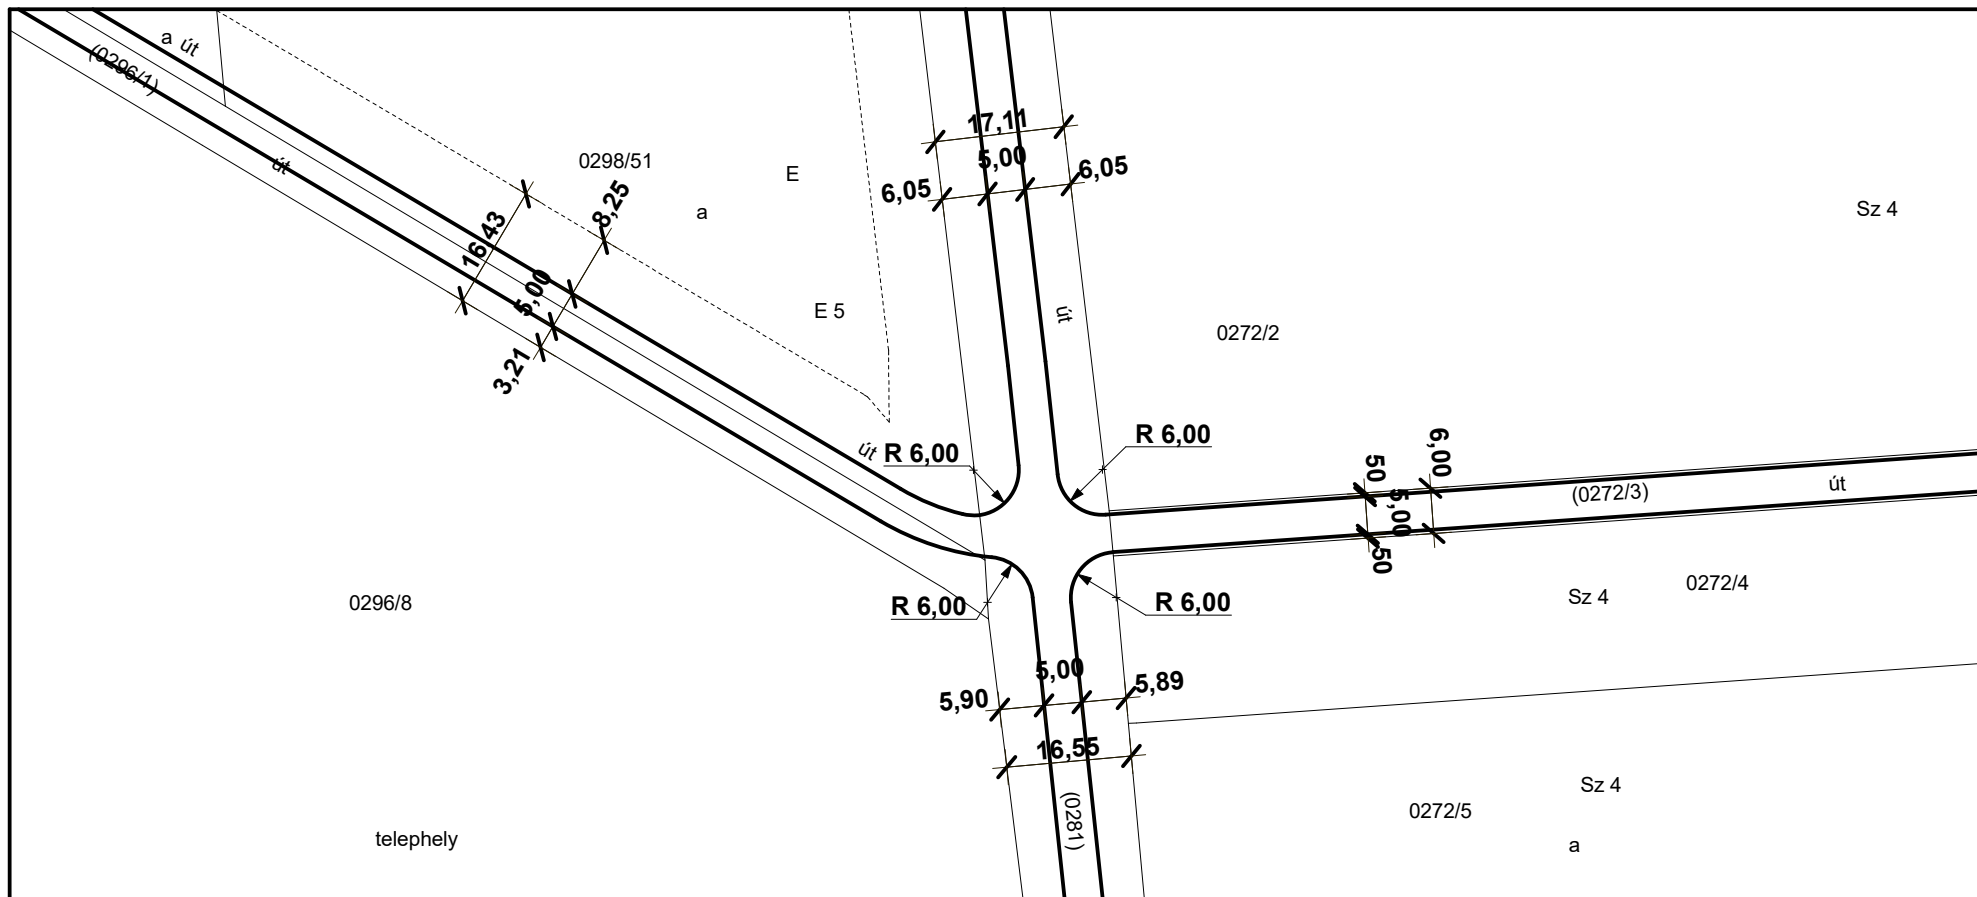 a út
(0296/1)
út
0298/51
E
a
E 5
16,43
8,25
5,00
3,21
17,11
5,00
6,05
6,05
Sz 4
út
0272/2
út
R 6,00
R 6,00
50
6,00
5,00
50
(0272/3)
út
0296/8
R 6,00
R 6,00
Sz 4
0272/4
5,90
5,00
5,89
16,55
(0281)
Sz 4
0272/5
telephely
a